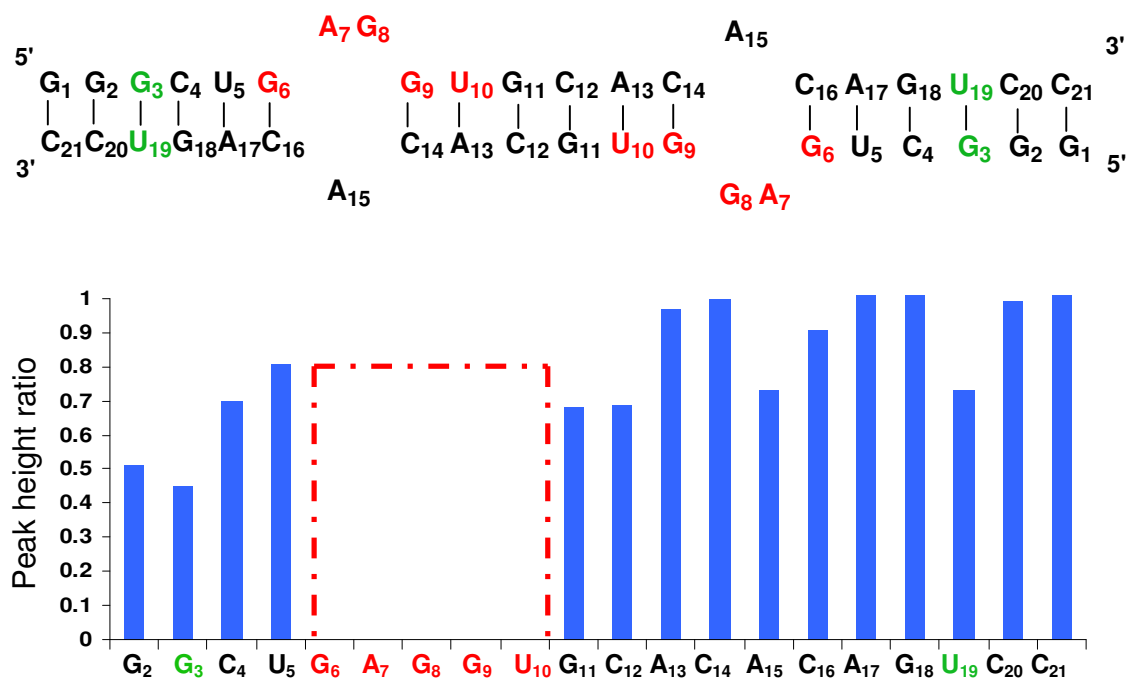 A7 G8 A15
5' 3'
G1 G2 G3 C4 U5 G6 G9 U10 G11 C12 A13 C14 C16 A17 G18 U19 C20 C21
C21 C20 U19 G18 A17 C16 C14 A13 C12 G11 U10 G9 G6 U5 C4 G3 G2 G1
3' 5'
A15 G8 A7
Peak height ratio
1
0.9
0.8
0.7
0.6
0.5
0.4
0.3
0.2
0.1
0
G2 G3 C4 U5 G6 A7 G8 G9 U10 G11 C12 A13 C14 A15 C16 A17 G18 U19 C20 C21